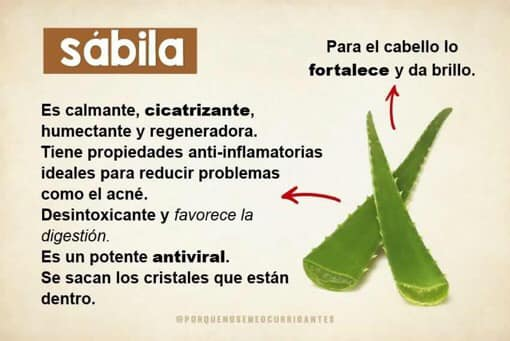 sábila
Para el cabello lo
fortalece y da brillo.
Es calmante, cicatrizante,
humectante y regeneradora.
Tiene propiedades anti-inflamatorias
ideales para reducir problemas
como el acné.
Desintoxicante y favorece la
digestión.
Es un potente antiviral.
Se sacan los cristales que están
dentro.
@PORQUENOSEMEOCURRIOANTES